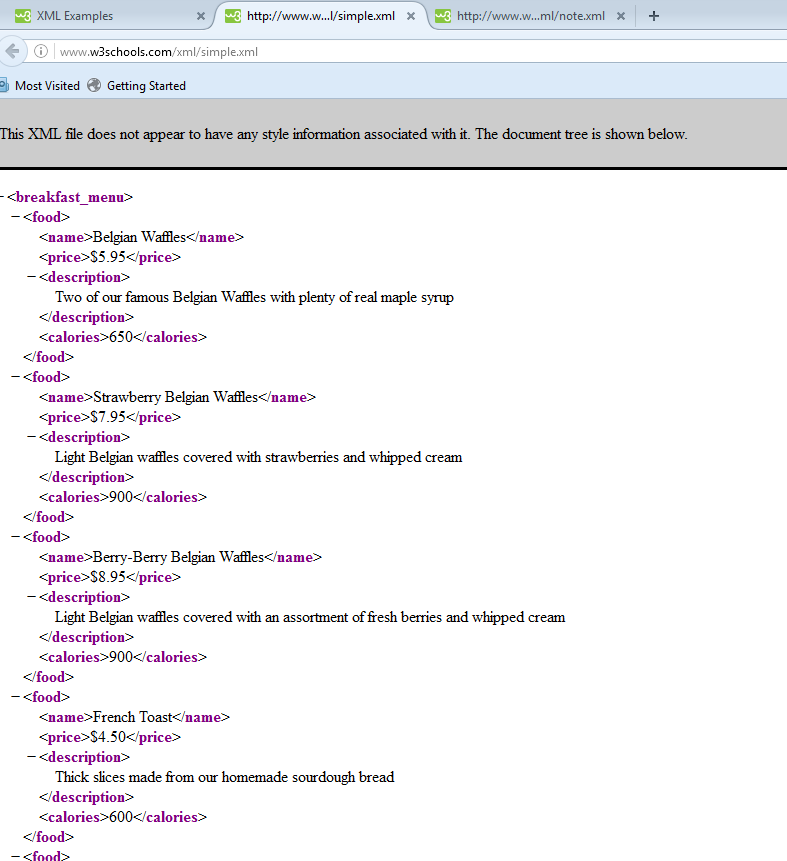 XML Examples
http://www.w...l/simple.xml
http://www.w...ml/note.xml
www.w3schools.com/xml/simple.xml
Most Visited
Getting Started
This XML file does not appear to have any style information associated with it. The document tree is shown below.
−<breakfast_menu>
−<food>
<name>Belgian Waffles</name>
<price>$5.95</price>
−<description>
Two of our famous Belgian Waffles with plenty of real maple syrup
</description>
<calories>650</calories>
</food>
−<food>
<name>Strawberry Belgian Waffles</name>
<price>$7.95</price>
−<description>
Light Belgian waffles covered with strawberries and whipped cream
</description>
<calories>900</calories>
</food>
−<food>
<name>Berry-Berry Belgian Waffles</name>
<price>$8.95</price>
−<description>
Light Belgian waffles covered with an assortment of fresh berries and whipped cream
</description>
<calories>900</calories>
</food>
−<food>
<name>French Toast</name>
<price>$4.50</price>
−<description>
Thick slices made from our homemade sourdough bread
</description>
<calories>600</calories>
</food>
−<food>